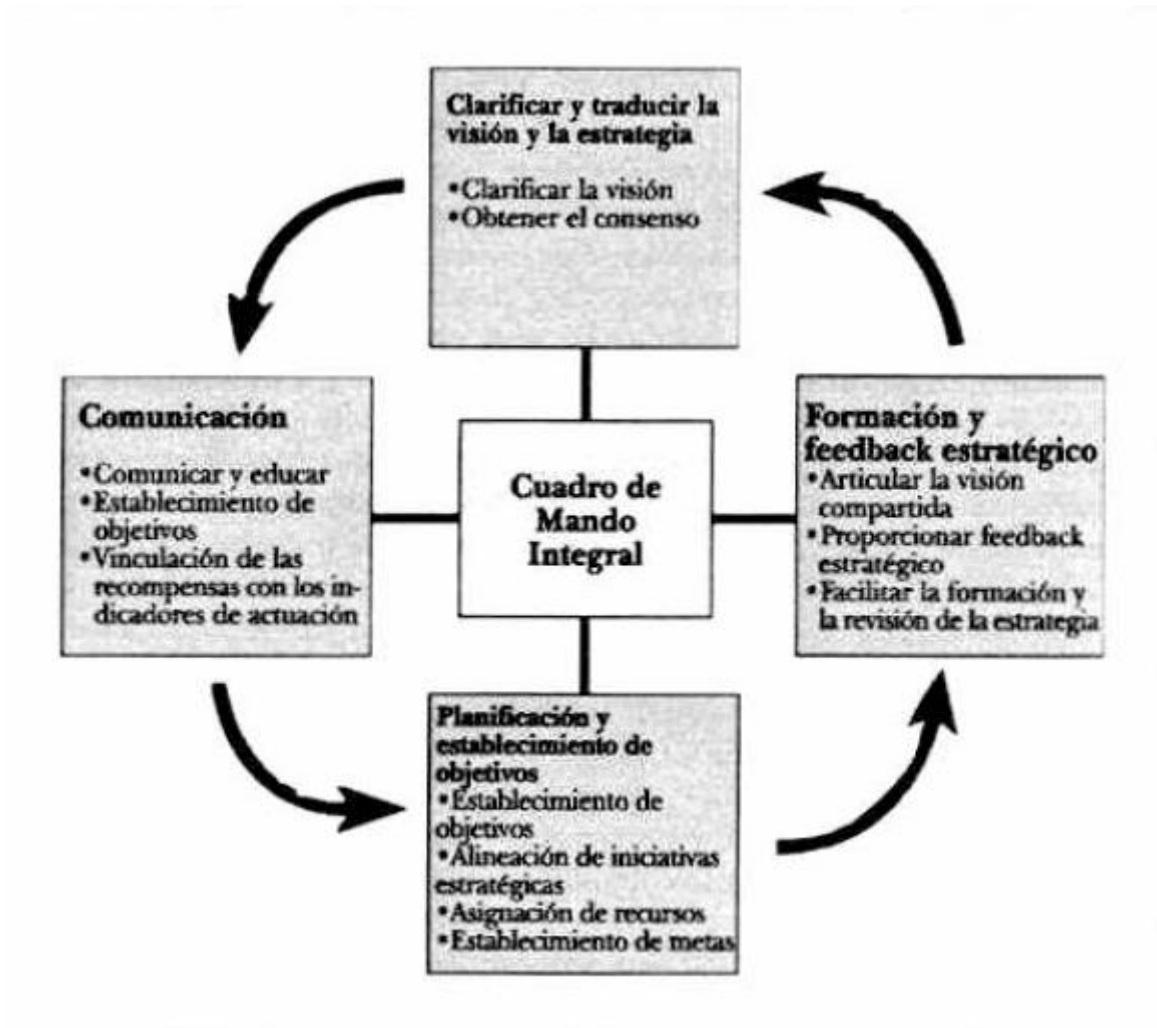 Clarificar y traducir la
visión y la estrategia
•Clarificar la visión
•Obtener el consenso
Comunicación
•Comunicar y educar
•Establecimiento de
objetivos
•Vinculación de las
recompensas con los in-
dicadores de actuación
Cuadro de
Mando
Integral
Formación y
feedback estratégico
•Articular la visión
compartida
•Proporcionar feedback
estratégico
•Facilitar la formación y
la revisión de la estrategia
Planificación y
establecimiento de
objetivos
•Establecimiento de
objetivos
•Alineación de iniciativas
estratégicas
•Asignación de recursos
•Establecimiento de metas